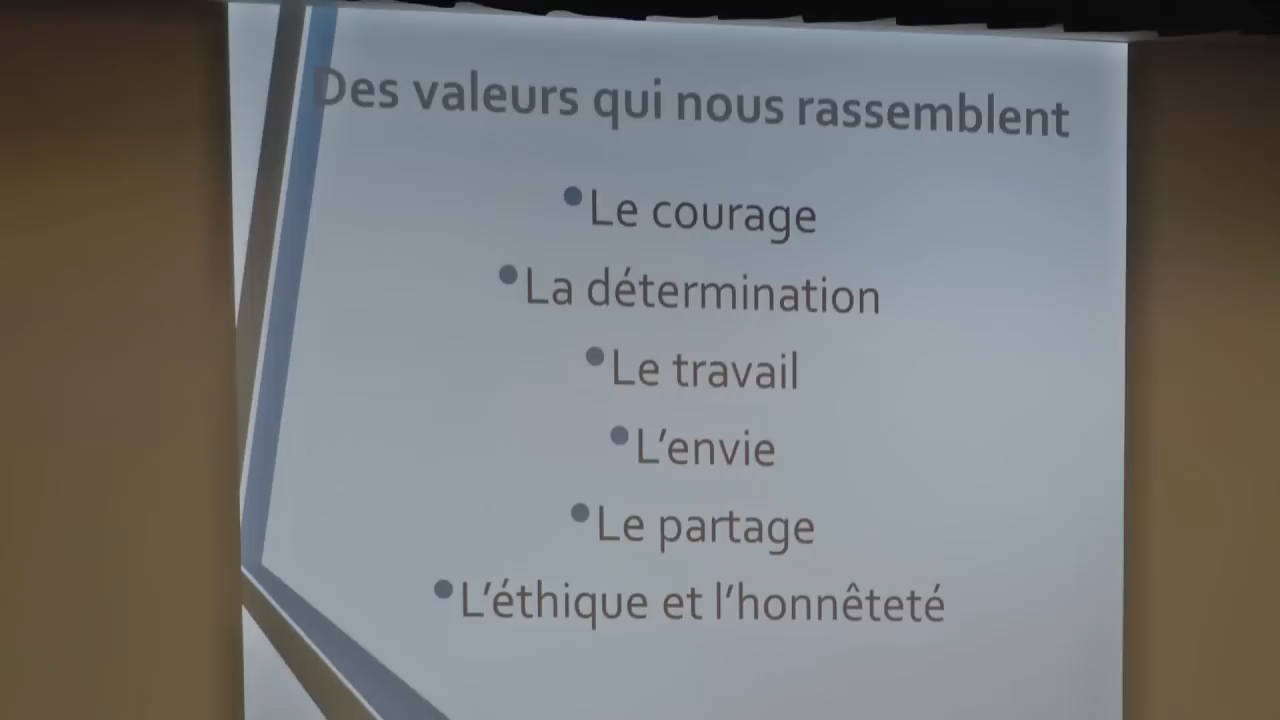 Des valeurs qui nous rassemblent
•Le courage
•La détermination
•Le travail
•L'envie
•Le partage
•L'éthique et l'honnêteté